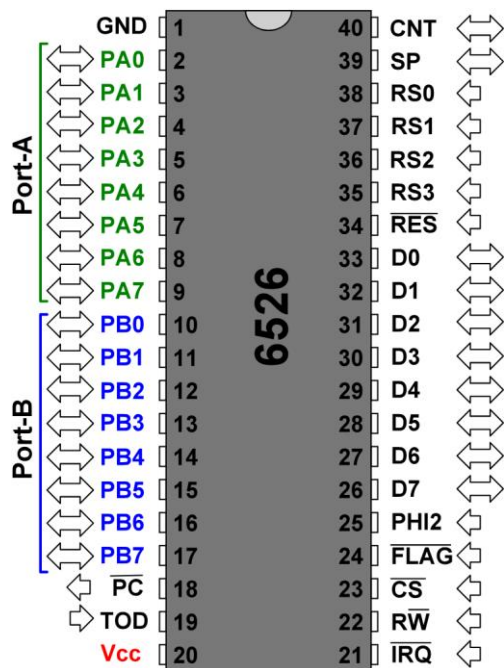 GND 1 40 CNT
PA0 2 39 SP
PA1 3 38 RS0
PA2 4 37 RS1
PA3 5 36 RS2
PA4 6 35 RS3
PA5 7 34 RES
PA6 8 33 D0
PA7 9 32 D1
PB0 10 31 D2
PB1 11 30 D3
PB2 12 29 D4
PB3 13 28 D5
PB4 14 27 D6
PB5 15 26 D7
PB6 16 25 PHI2
PB7 17 24 FLAG
PC 18 23 CS
TOD 19 22 RW
Vcc 20 21 IRQ
Port-A
Port-B
6526